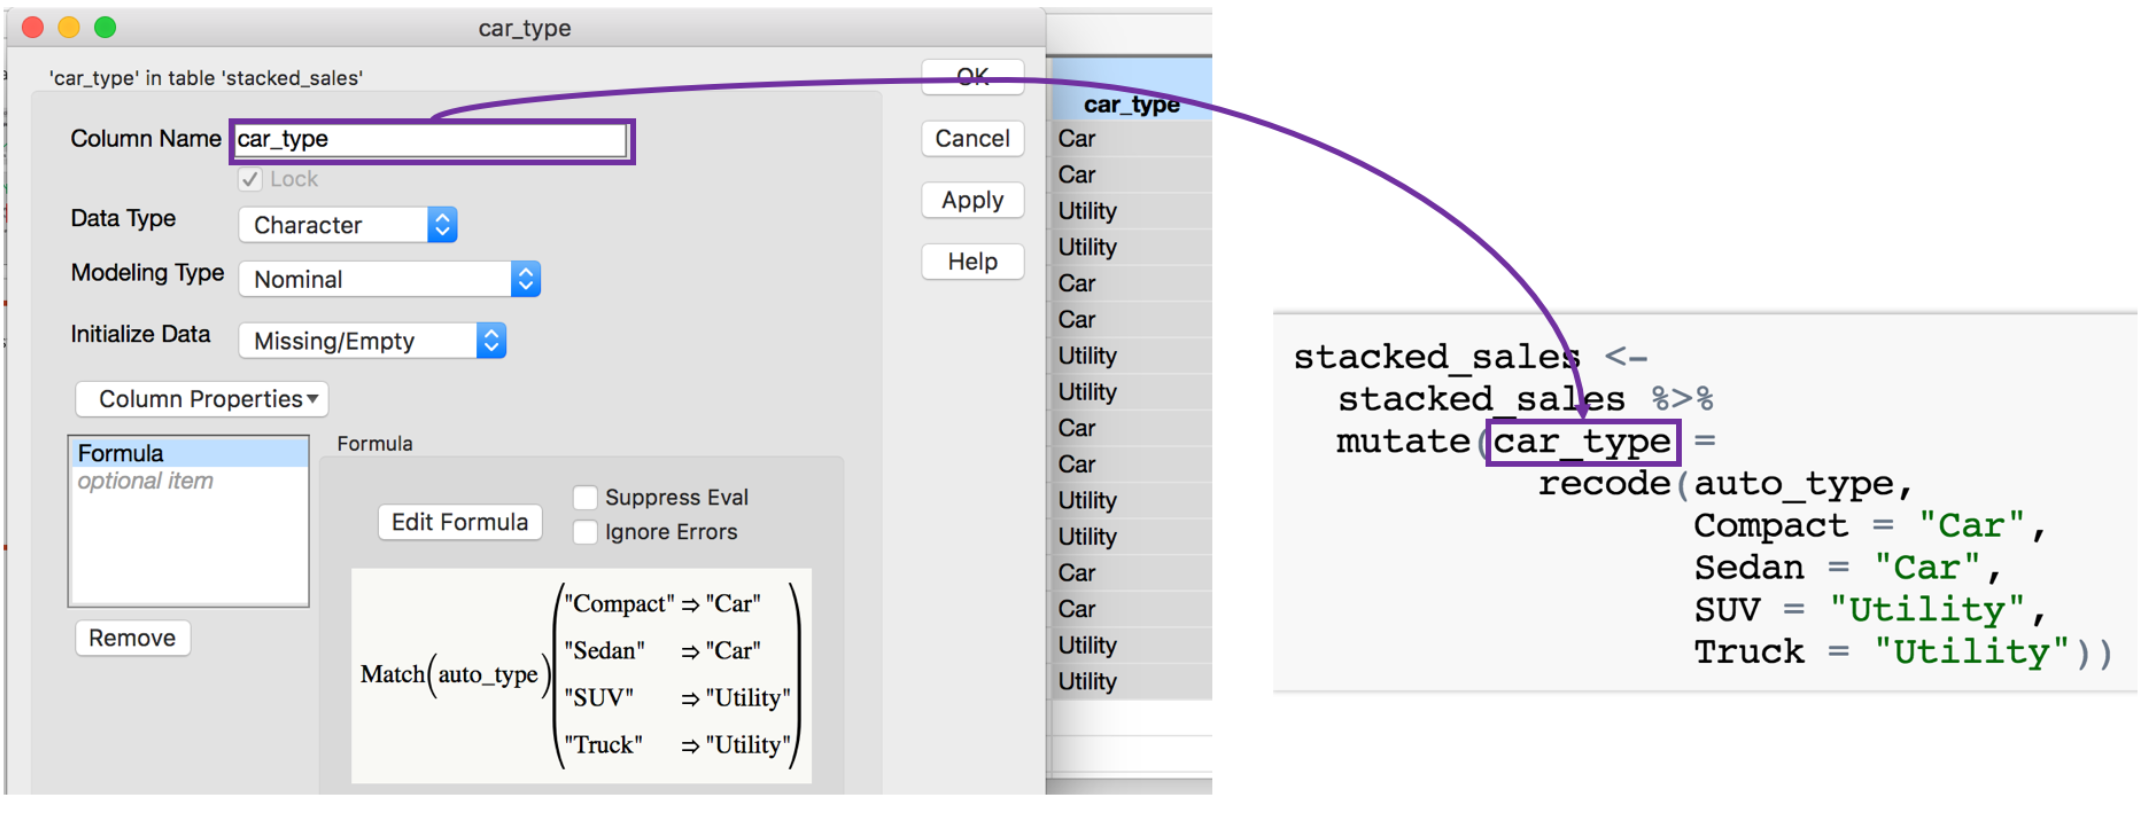 car_type
'car_type' in table 'stacked_sales'
OK
Column Name
car_type
Cancel
Lock
Data Type
Character
Apply
Modeling Type
Nominal
Help
Initialize Data
Missing/Empty
Column Properties
Formula
optional item
Remove
Formula
Edit Formula
Suppress Eval
Ignore Errors
Match(auto_type)
"Compact" ⇒ "Car"
"Sedan" ⇒ "Car"
"SUV" ⇒ "Utility"
"Truck" ⇒ "Utility"
car_type
Car
Car
Utility
Utility
Car
Car
Utility
Utility
Car
Car
Utility
Utility
Car
Car
Utility
Utility
stacked_sales <-
stacked_sales %>%
mutate(car_type =
recode(auto_type,
Compact = "Car",
Sedan = "Car",
SUV = "Utility",
Truck = "Utility"))